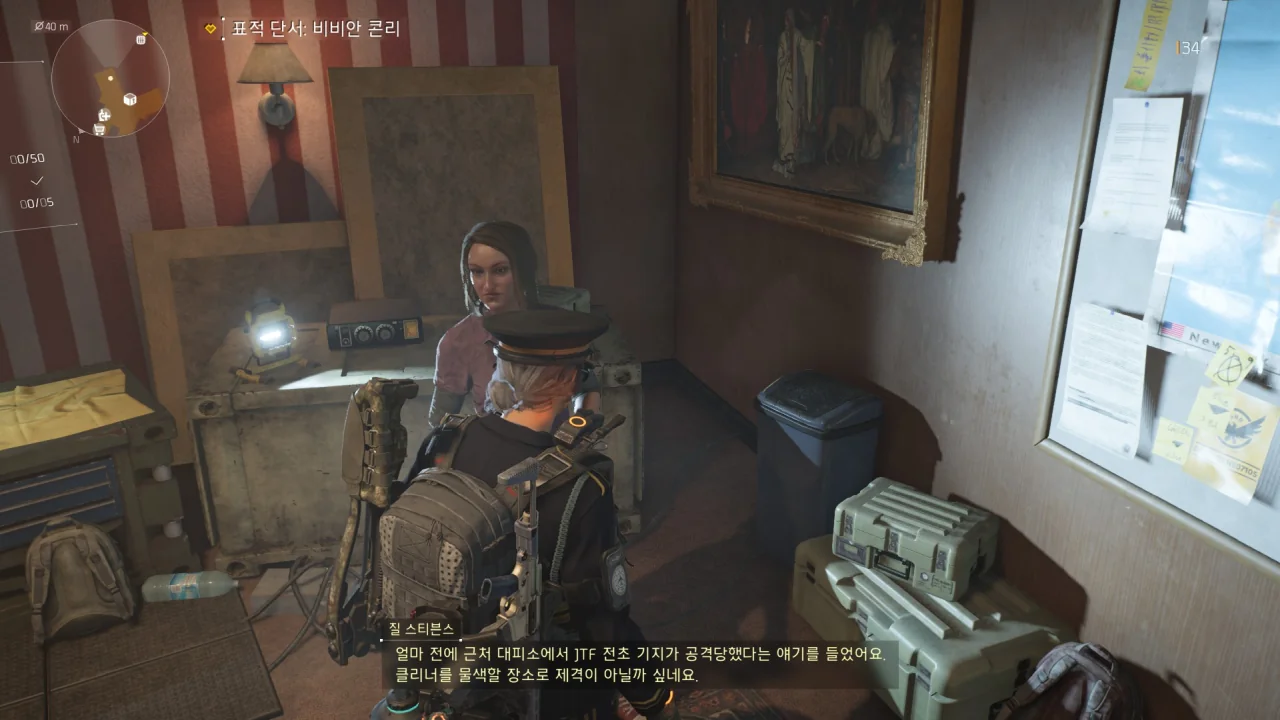 40 m
표적 단서: 비비안 콘리
34
N
00/50
00/05
New
질 스티븐스
얼마 전에 근처 대피소에서 JTF 전초 기지가 공격당했다는 얘기를 들었어요.
클리너를 물색할 장소로 제격이 아닐까 싶네요.